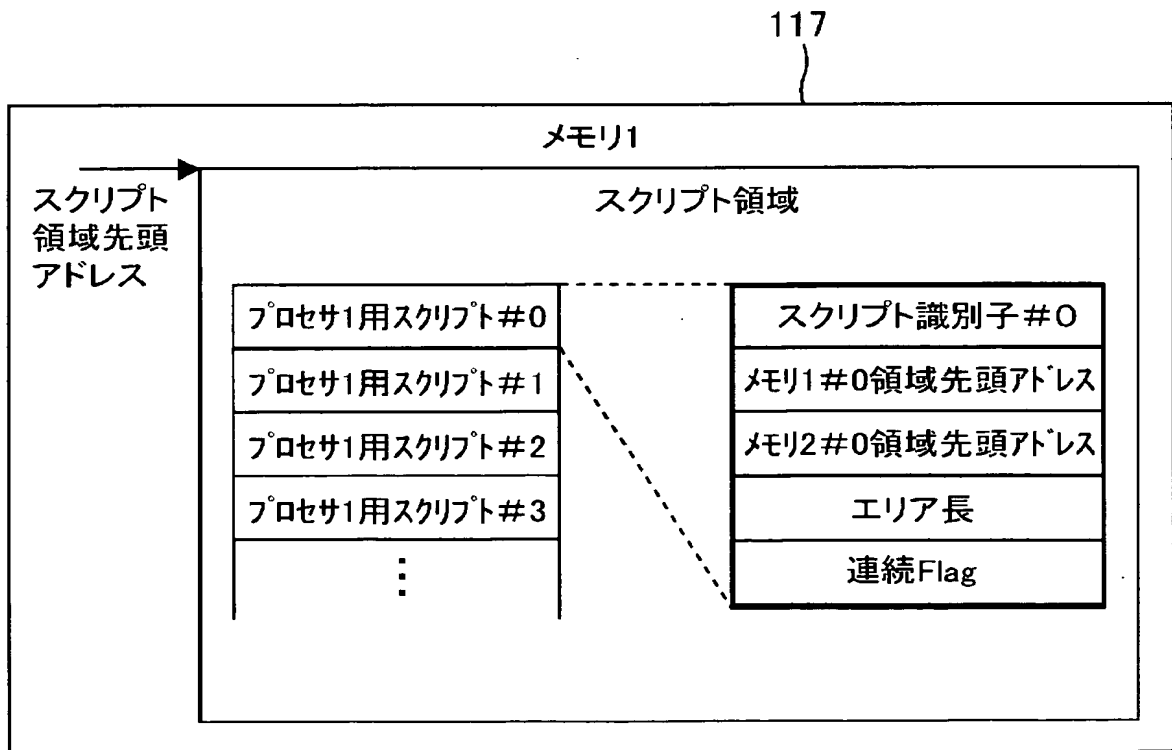 117
メモリ1
スクリプト
領域先頭
アドレス
スクリプト領域
プロセサ1用スクリプト#0
プロセサ1用スクリプト#1
プロセサ1用スクリプト#2
プロセサ1用スクリプト#3
⋮
スクリプト識別子#0
メモリ1#0領域先頭アドレス
メモリ2#0領域先頭アドレス
エリア長
連続Flag